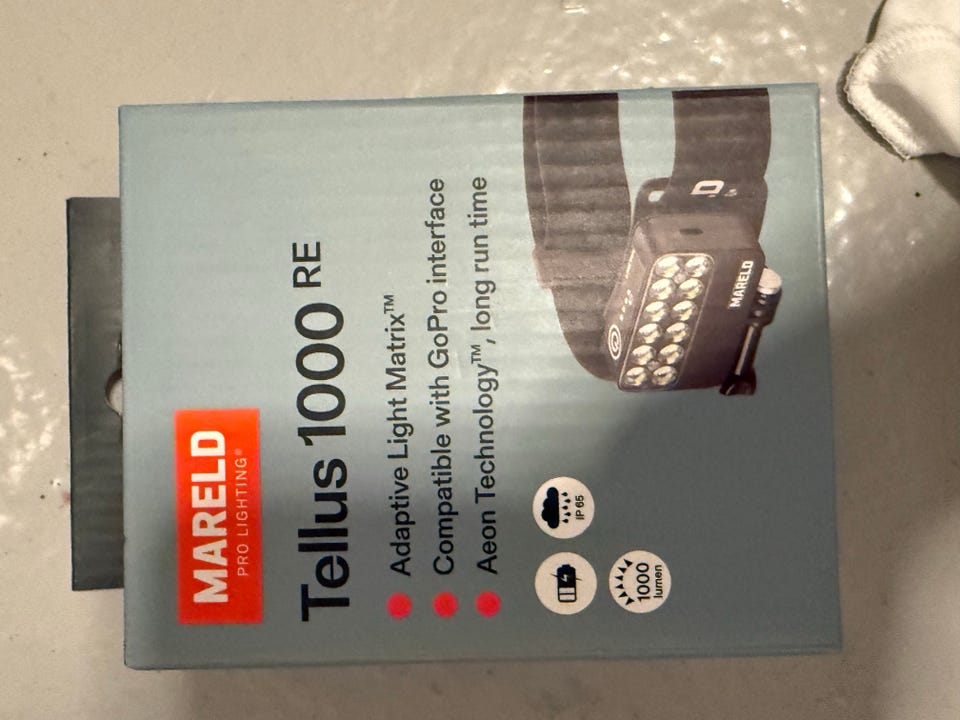 MARELD
PRO LIGHTING®
Tellus 1000 RE
Adaptive Light Matrix™
Compatible with GoPro interface
Aeon Technology™, long run time
IP 65
1000
lumen
MARELD